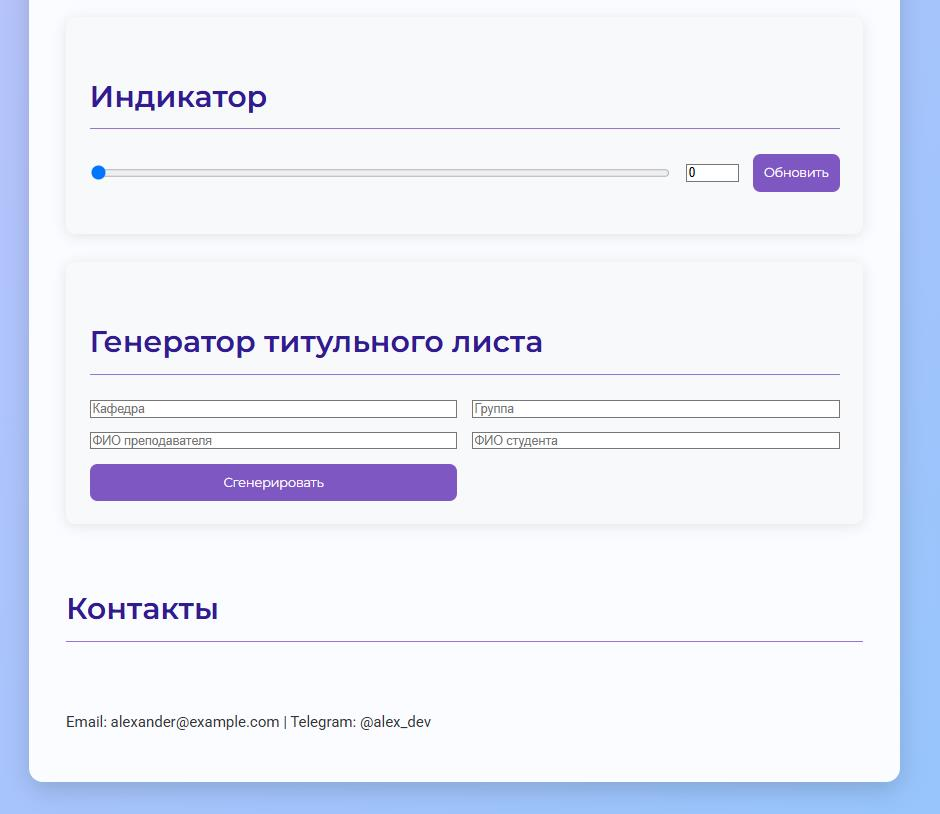 Индикатор
0
Обновить
Генератор титульного листа
Кафедра
Группа
ФИО преподавателя
ФИО студента
Сгенерировать
Контакты
Email: alexander@example.com | Telegram: @alex_dev